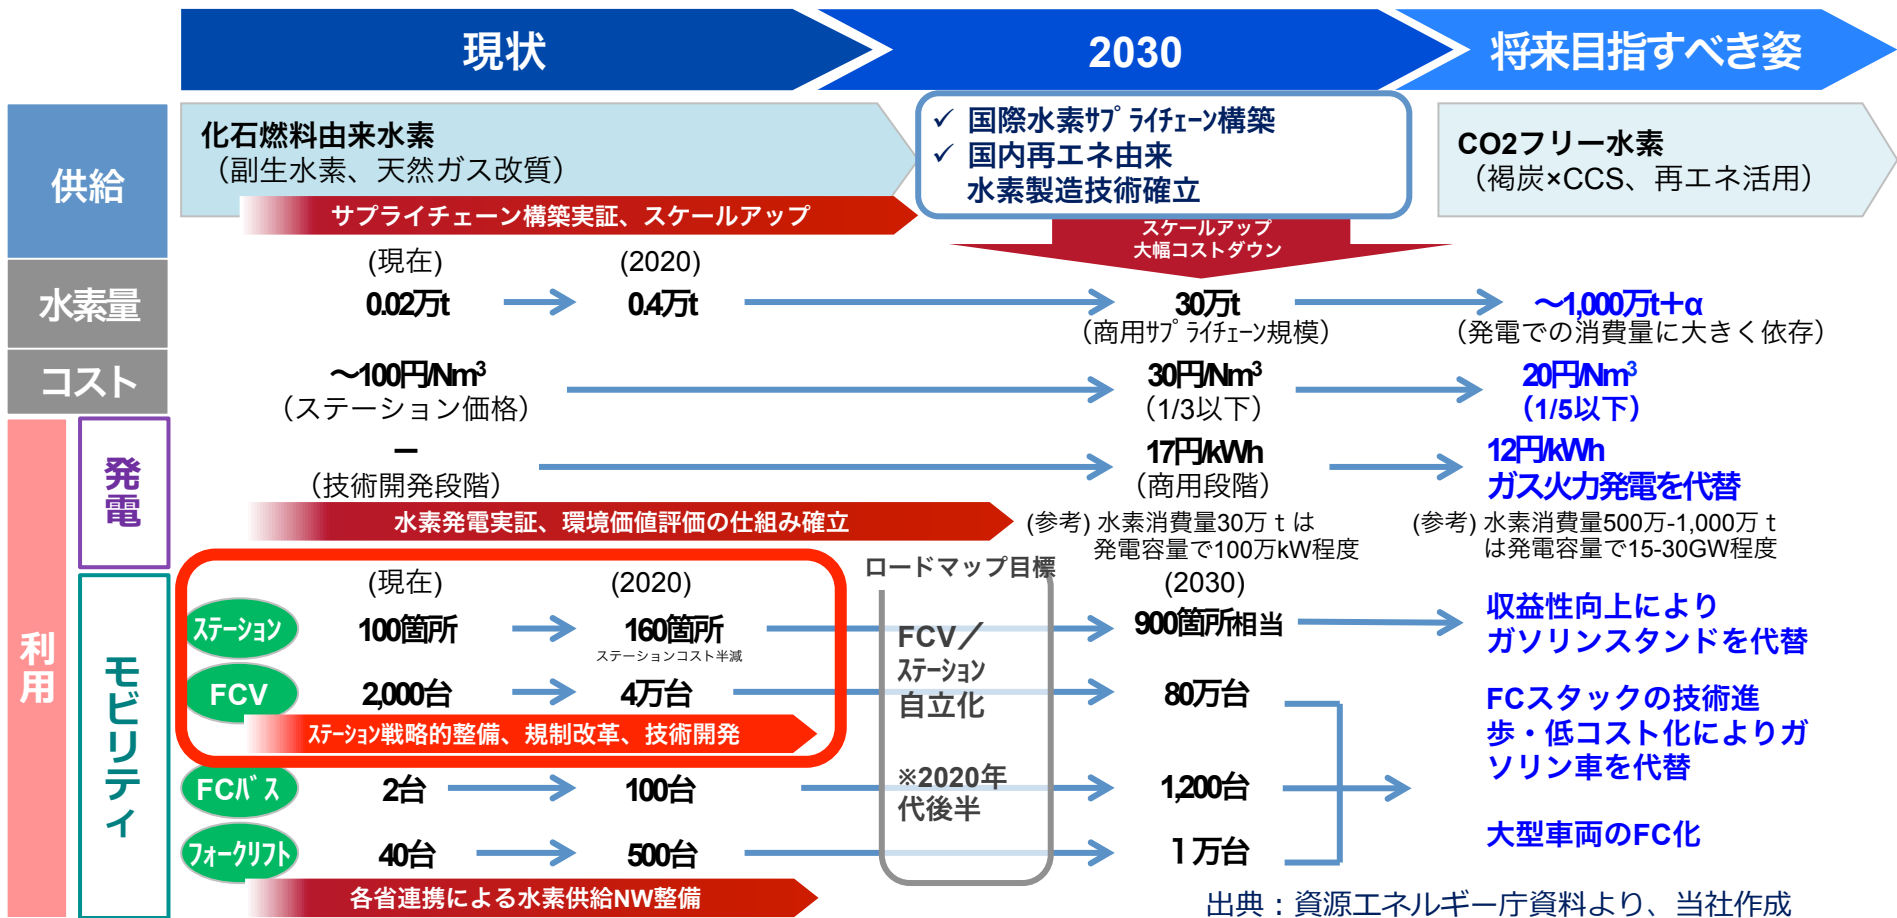 現状
2030
将来目指すべき姿
供給
化石燃料由来水素
（副生水素、天然ガス改質）
サプライチェーン構築実証、スケールアップ
✓ 国際水素ｻﾌﾟﾗｲﾁｪｰﾝ構築
✓ 国内再エネ由来
水素製造技術確立
CO2フリー水素
（褐炭×CCS、再エネ活用）
スケールアップ
大幅コストダウン
(現在)
(2020)
水素量
0.02万t
0.4万t
30万t
（商用ｻﾌﾟﾗｲﾁｪｰﾝ規模）
～1,000万t＋α
（発電での消費量に大きく依存）
コスト
～100円/Nm³
（ステーション価格）
30円/Nm³
（1/3以下）
20円/Nm³
（1/5以下）
利用
発電
－
（技術開発段階）
17円/kWh
（商用段階）
12円/kWh
ガス火力発電を代替
水素発電実証、環境価値評価の仕組み確立
(参考) 水素消費量30万ｔは
発電容量で100万kW程度
(参考) 水素消費量500万-1,000万ｔ
は発電容量で15-30GW程度
モビリティ
(現在)
(2020)
ロードマップ目標
(2030)
ｽﾃｰｼｮﾝ
100箇所
160箇所
ステーションコスト半減
900箇所相当
収益性向上により
ガソリンスタンドを代替
FCV／
ｽﾃｰｼｮﾝ
自立化
FCV
2,000台
4万台
80万台
FCスタックの技術進
歩・低コスト化によりガ
ソリン車を代替
ｽﾃｰｼｮﾝ戦略的整備、規制改革、技術開発
※2020年
代後半
FCﾊﾞｽ
2台
100台
1,200台
大型車両のFC化
ﾌｫｰｸﾘﾌﾄ
40台
500台
１万台
各省連携による水素供給NW整備
出典：資源エネルギー庁資料より、当社作成